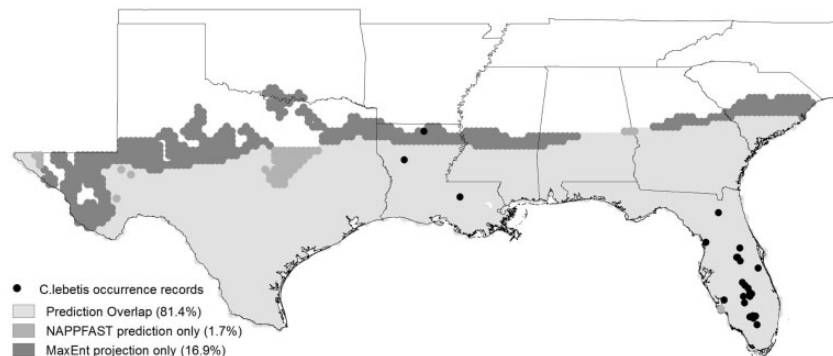 C.lebetis occurrence records
Prediction Overlap (81.4%)
NAPPFAST prediction only (1.7%)
MaxEnt projection only (16.9%)